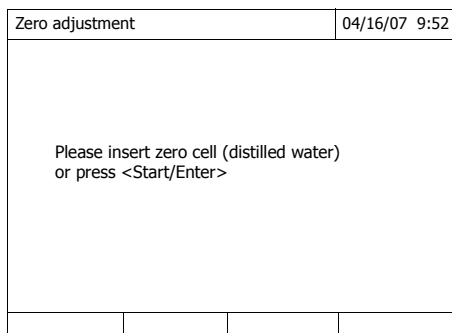 Zero adjustment 04/16/07 9:52
Please insert zero cell (distilled water)
or press <Start/Enter>